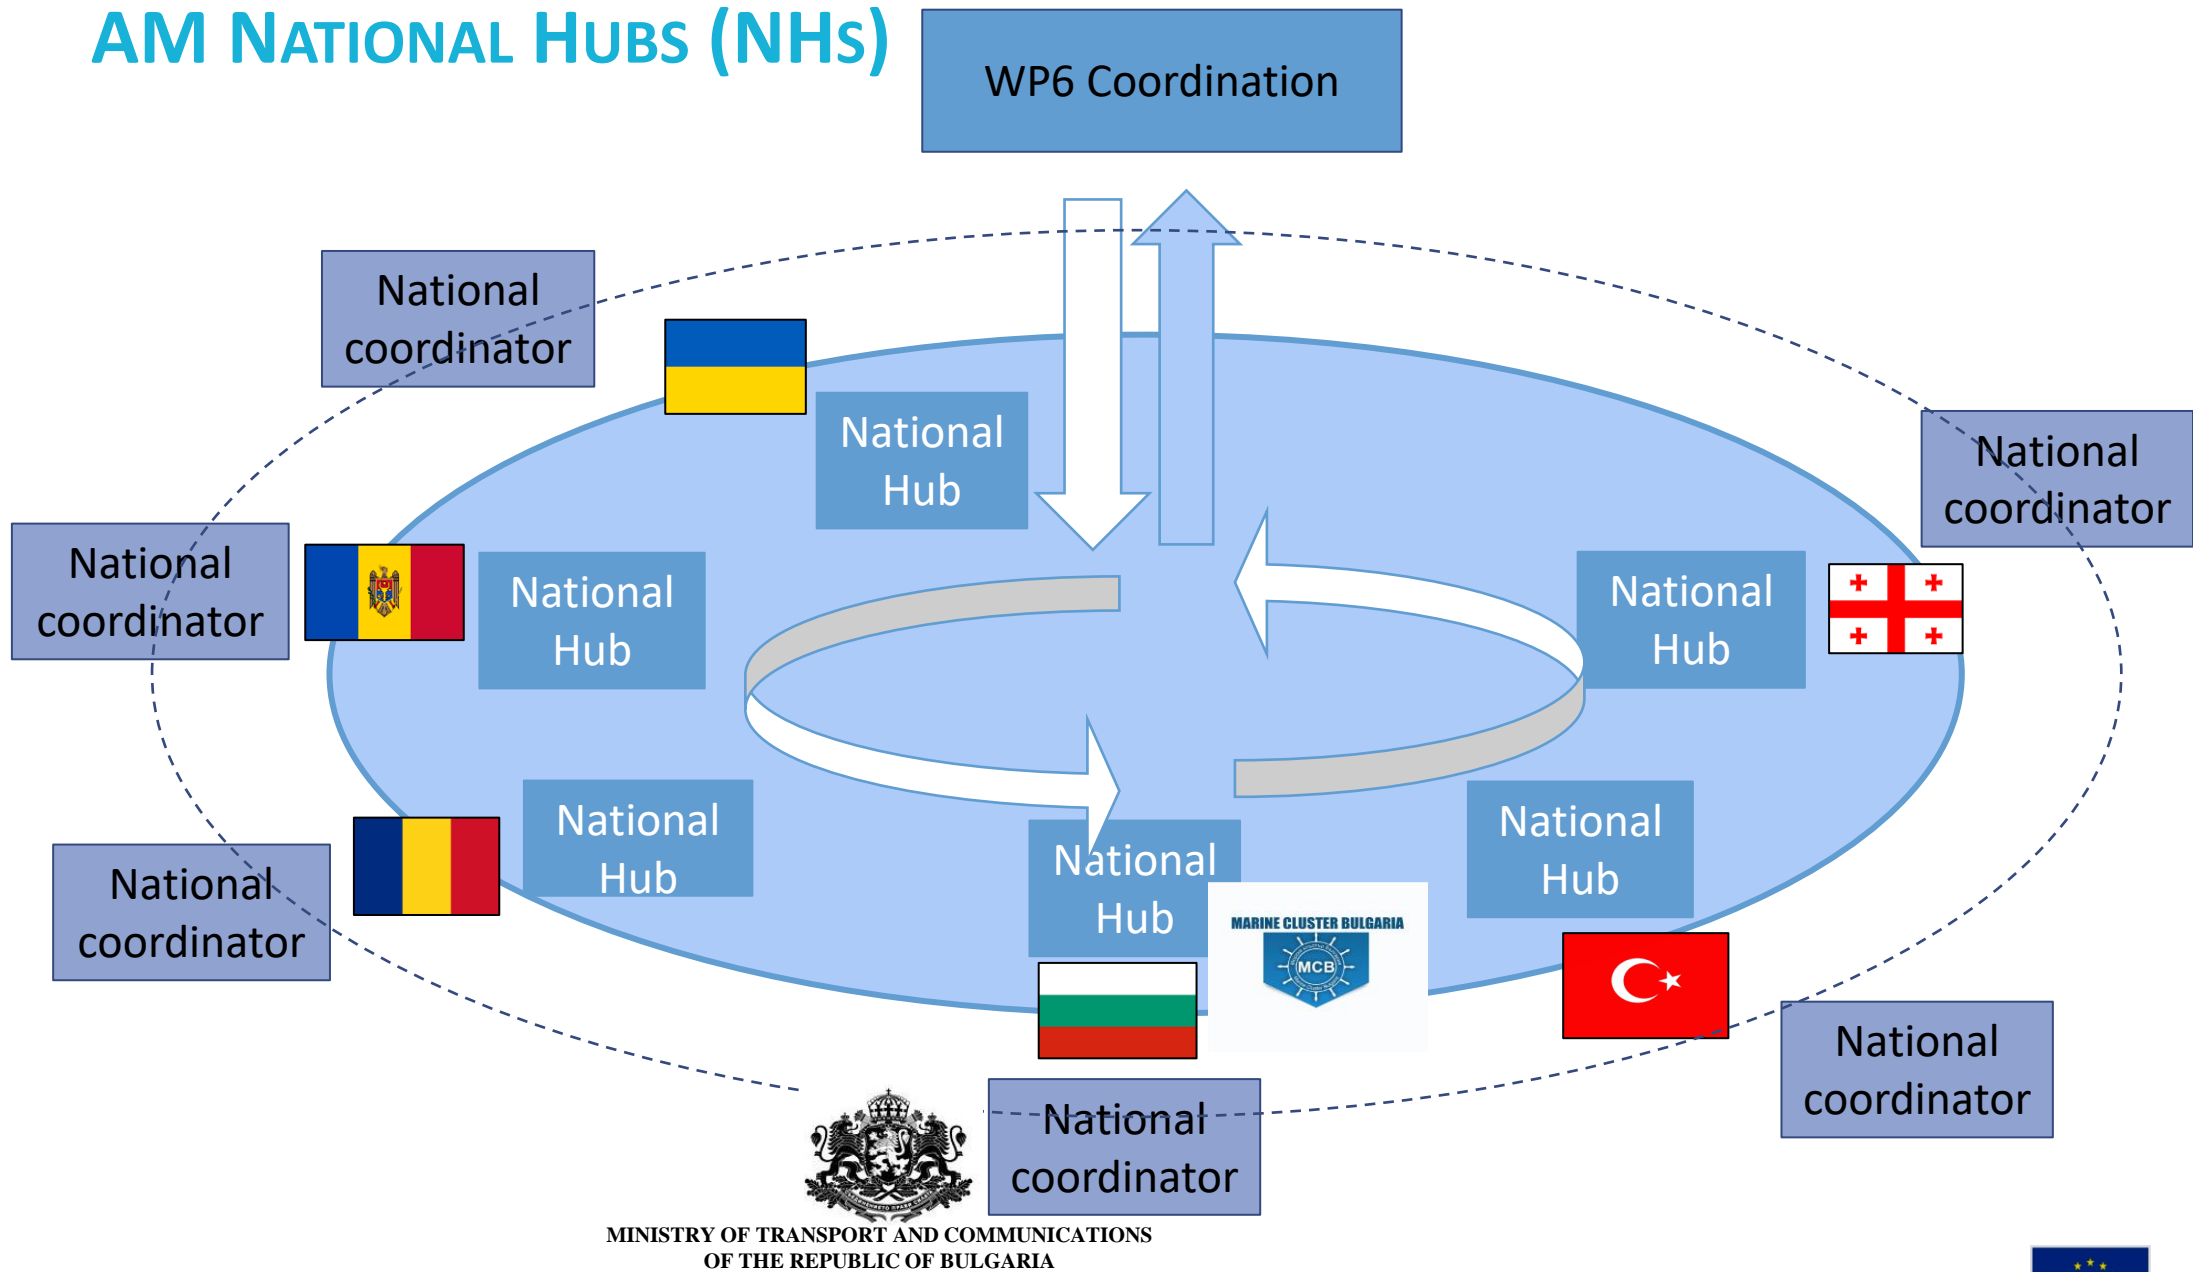 AM NATIONAL HUBS (NHS)
WP6 Coordination
National
coordinator
National
Hub
National
coordinator
National
coordinator
National
Hub
National
Hub
National
coordinator
National
Hub
National
Hub
National
Hub
MARINE CLUSTER BULGARIA
MCB
National
coordinator
National
coordinator
MINISTRY OF TRANSPORT AND COMMUNICATIONS
OF THE REPUBLIC OF BULGARIA